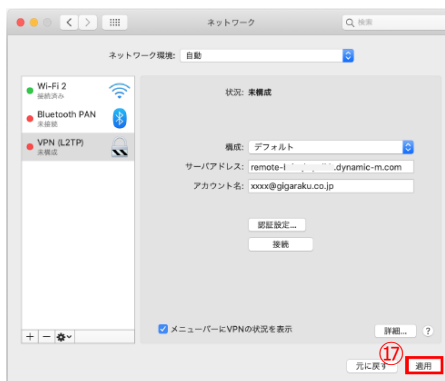 ネットワーク
検索
ネットワーク環境: 自動
Wi-Fi 2
接続済み
Bluetooth PAN
未接続
VPN (L2TP)
未構成
状況: 未構成
構成: デフォルト
サーバアドレス: remote- .dynamic-m.com
アカウント名: xxxx@gigaraku.co.jp
認証設定...
接続
メニューバーにVPNの状況を表示
詳細... ?
⑰
元に戻す 適用